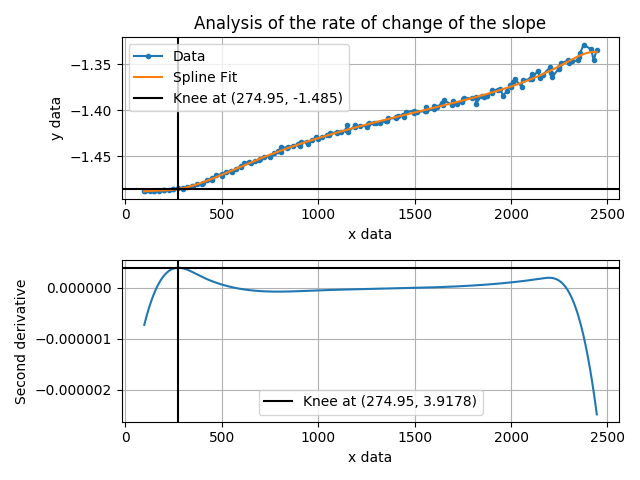 Analysis of the rate of change of the slope
Data
Spline Fit
Knee at (274.95, -1.485)
y data
−1.35
−1.40
−1.45
0 500 1000 1500 2000 2500
x data
Second derivative
0.000000
−0.000001
−0.000002
Knee at (274.95, 3.9178)
0 500 1000 1500 2000 2500
x data